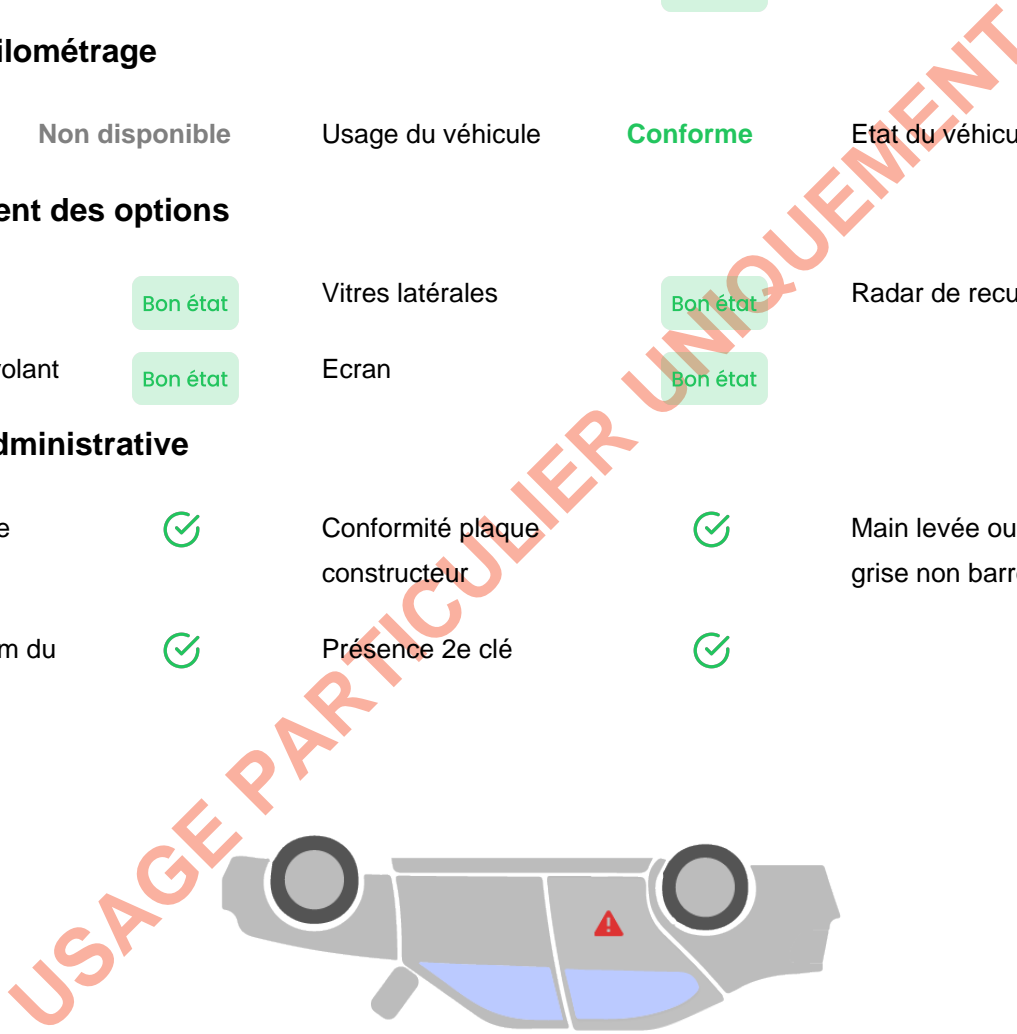 ilométrage
Non disponible Usage du véhicule Conforme Etat du véhicu
ent des options
Bon état Vitres latérales Bon état Radar de recu
olant Bon état Ecran Bon état
dministrative
e Conformité plaque Main levée ou
constructeur grise non barr
m du Présence 2e clé
USAGE PARTICULIER UNIQUEMENT